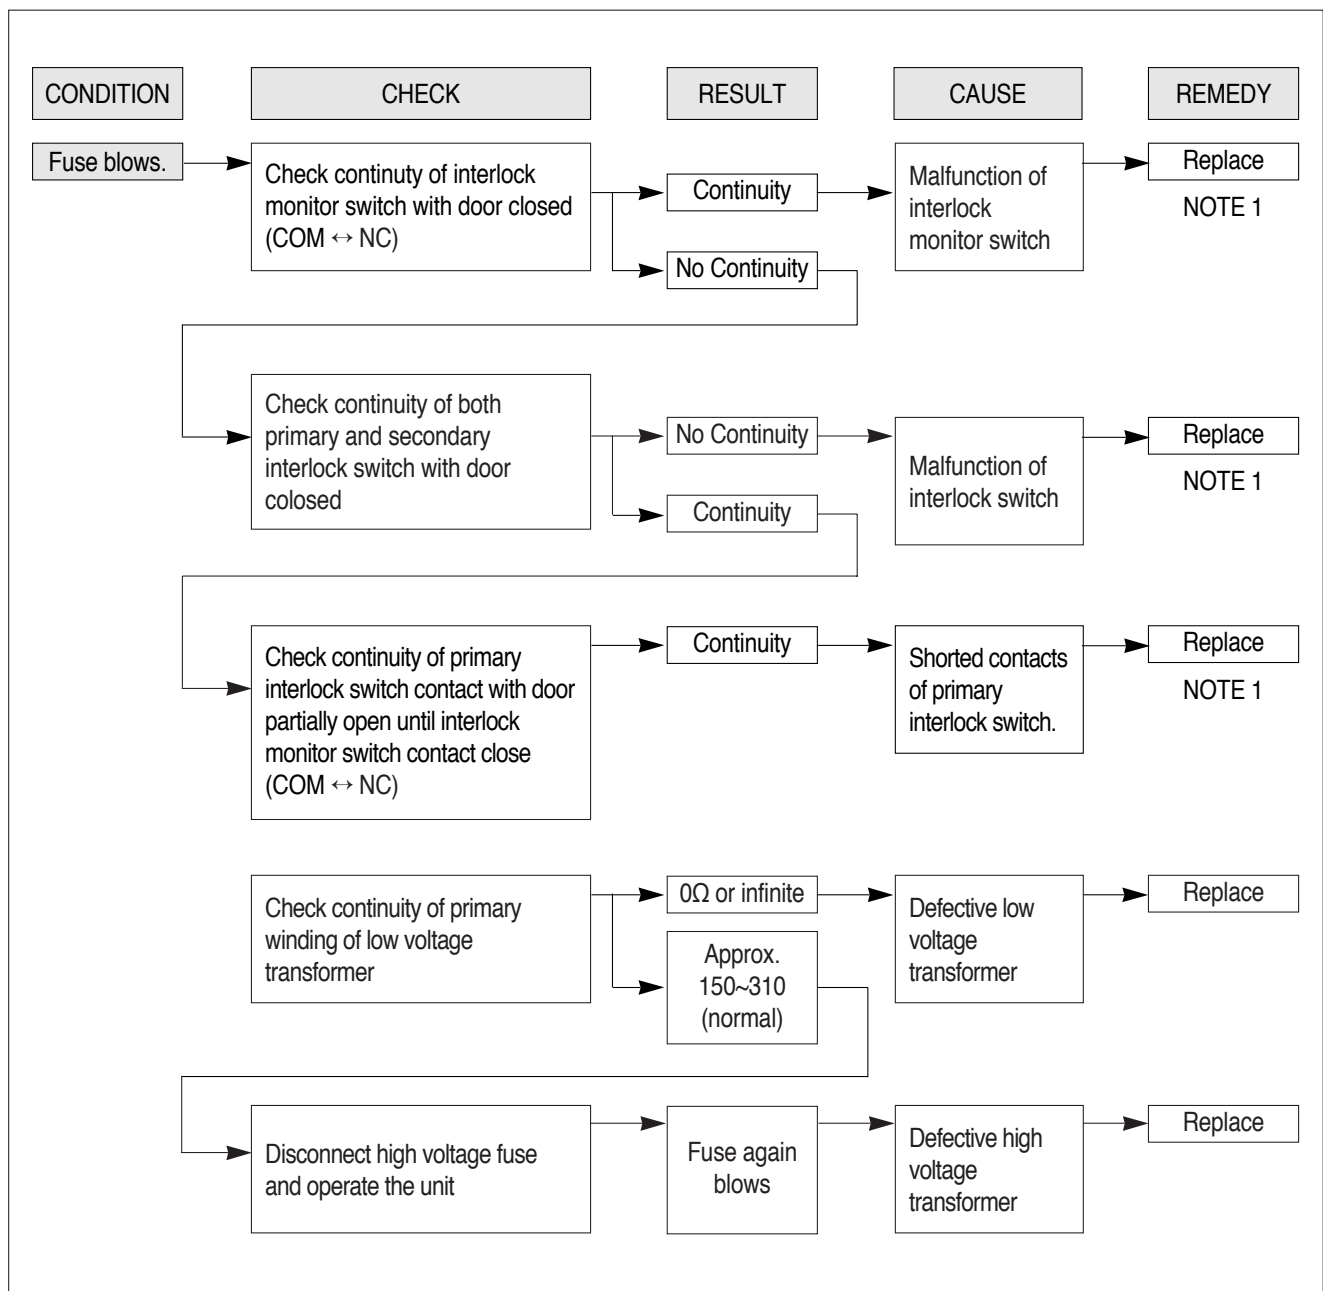 CONDITION
CHECK
RESULT
CAUSE
REMEDY
Fuse blows.
Check continuity of interlock
monitor switch with door closed
(COM ↔ NC)
Continuity
No Continuity
Malfunction of
interlock
monitor switch
Replace
NOTE 1
Check continuity of both
primary and secondary
interlock switch with door
colosed
No Continuity
Continuity
Malfunction of
interlock switch
Replace
NOTE 1
Check continuity of primary
interlock switch contact with door
partially open until interlock
monitor switch contact close
(COM ↔ NC)
Continuity
Shorted contacts
of primary
interlock switch.
Replace
NOTE 1
Check continuity of primary
winding of low voltage
transformer
0Ω or infinite
Approx.
150~310
(normal)
Defective low
voltage
transformer
Replace
Disconnect high voltage fuse
and operate the unit
Fuse again
blows
Defective high
voltage
transformer
Replace